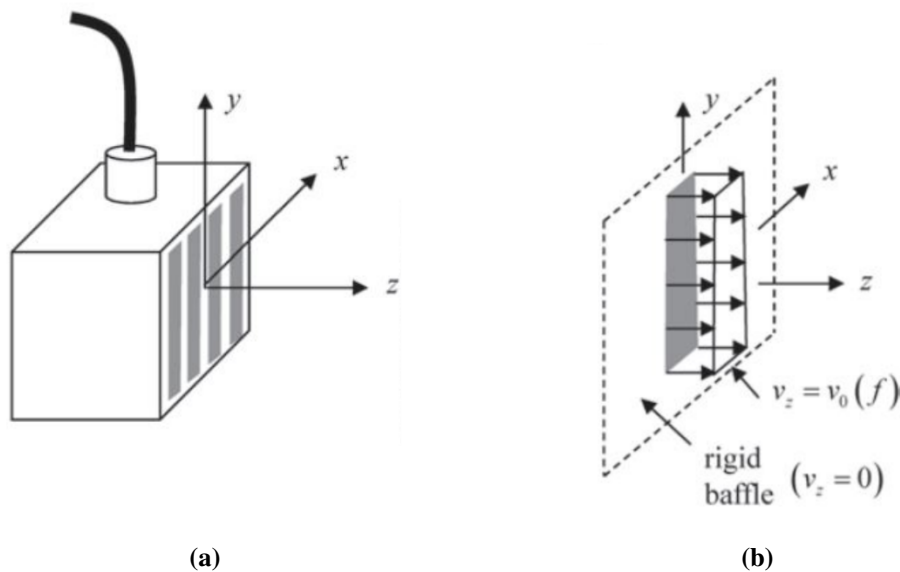 y
x
z
y
x
z
v_z = v_0 (f)
rigid
baffle (v_z = 0)
(a)
(b)